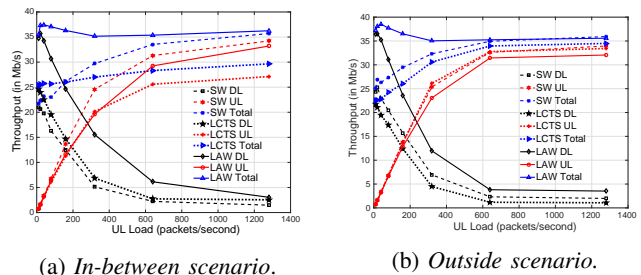 (a)
Throughput (in Mb/s)
40
35
30
25
20
15
10
5
0
0 200 400 600 800 1000 1200 1400
UL Load (packets/second)
SW DL
SW UL
SW Total
LCTS DL
LCTS UL
LCTS Total
LAW DL
LAW UL
LAW Total
(a) In-between scenario.
(b)
Throughput (in Mb/s)
40
35
30
25
20
15
10
5
0
0 200 400 600 800 1000 1200 1400
UL Load (packets/second)
SW DL
SW UL
SW Total
LCTS DL
LCTS UL
LCTS Total
LAW DL
LAW UL
LAW Total
(b) Outside scenario.